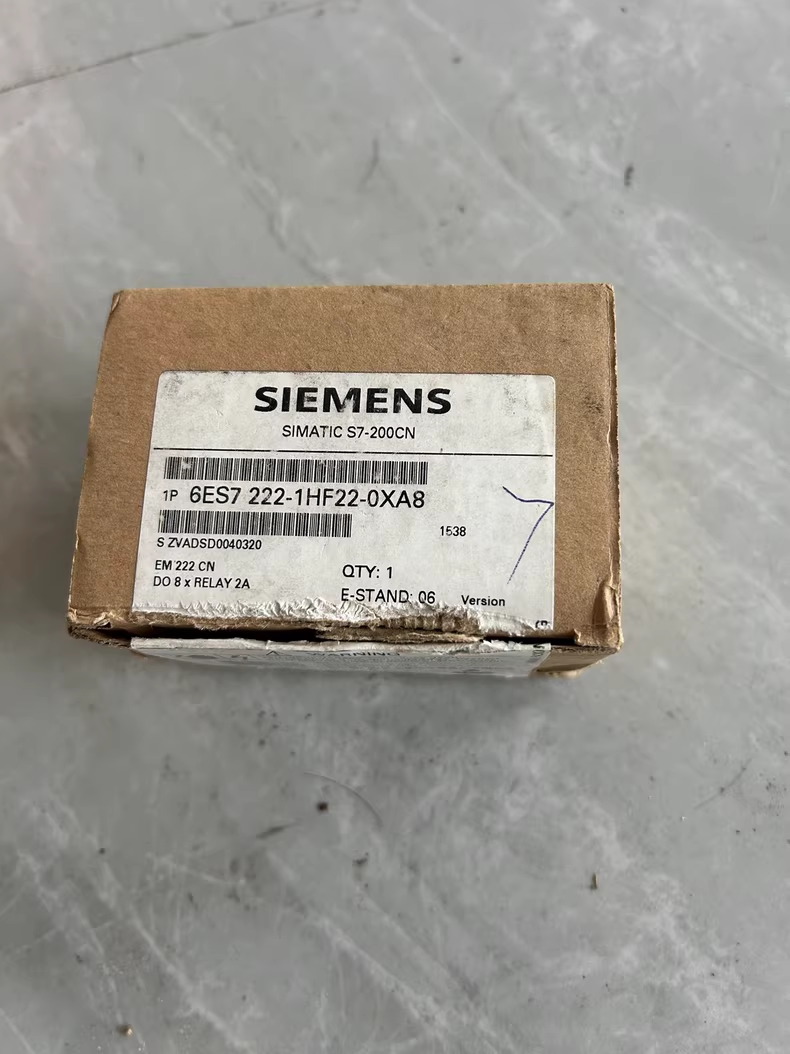 SIEMENS
SIMATIC S7-200CN
1P 6ES7 222-1HF22-0XA8
1538
S ZVADSD0040320
EM 222 CN
DO 8 x RELAY 2A
QTY: 1
E-STAND: 06 Version
WARNING